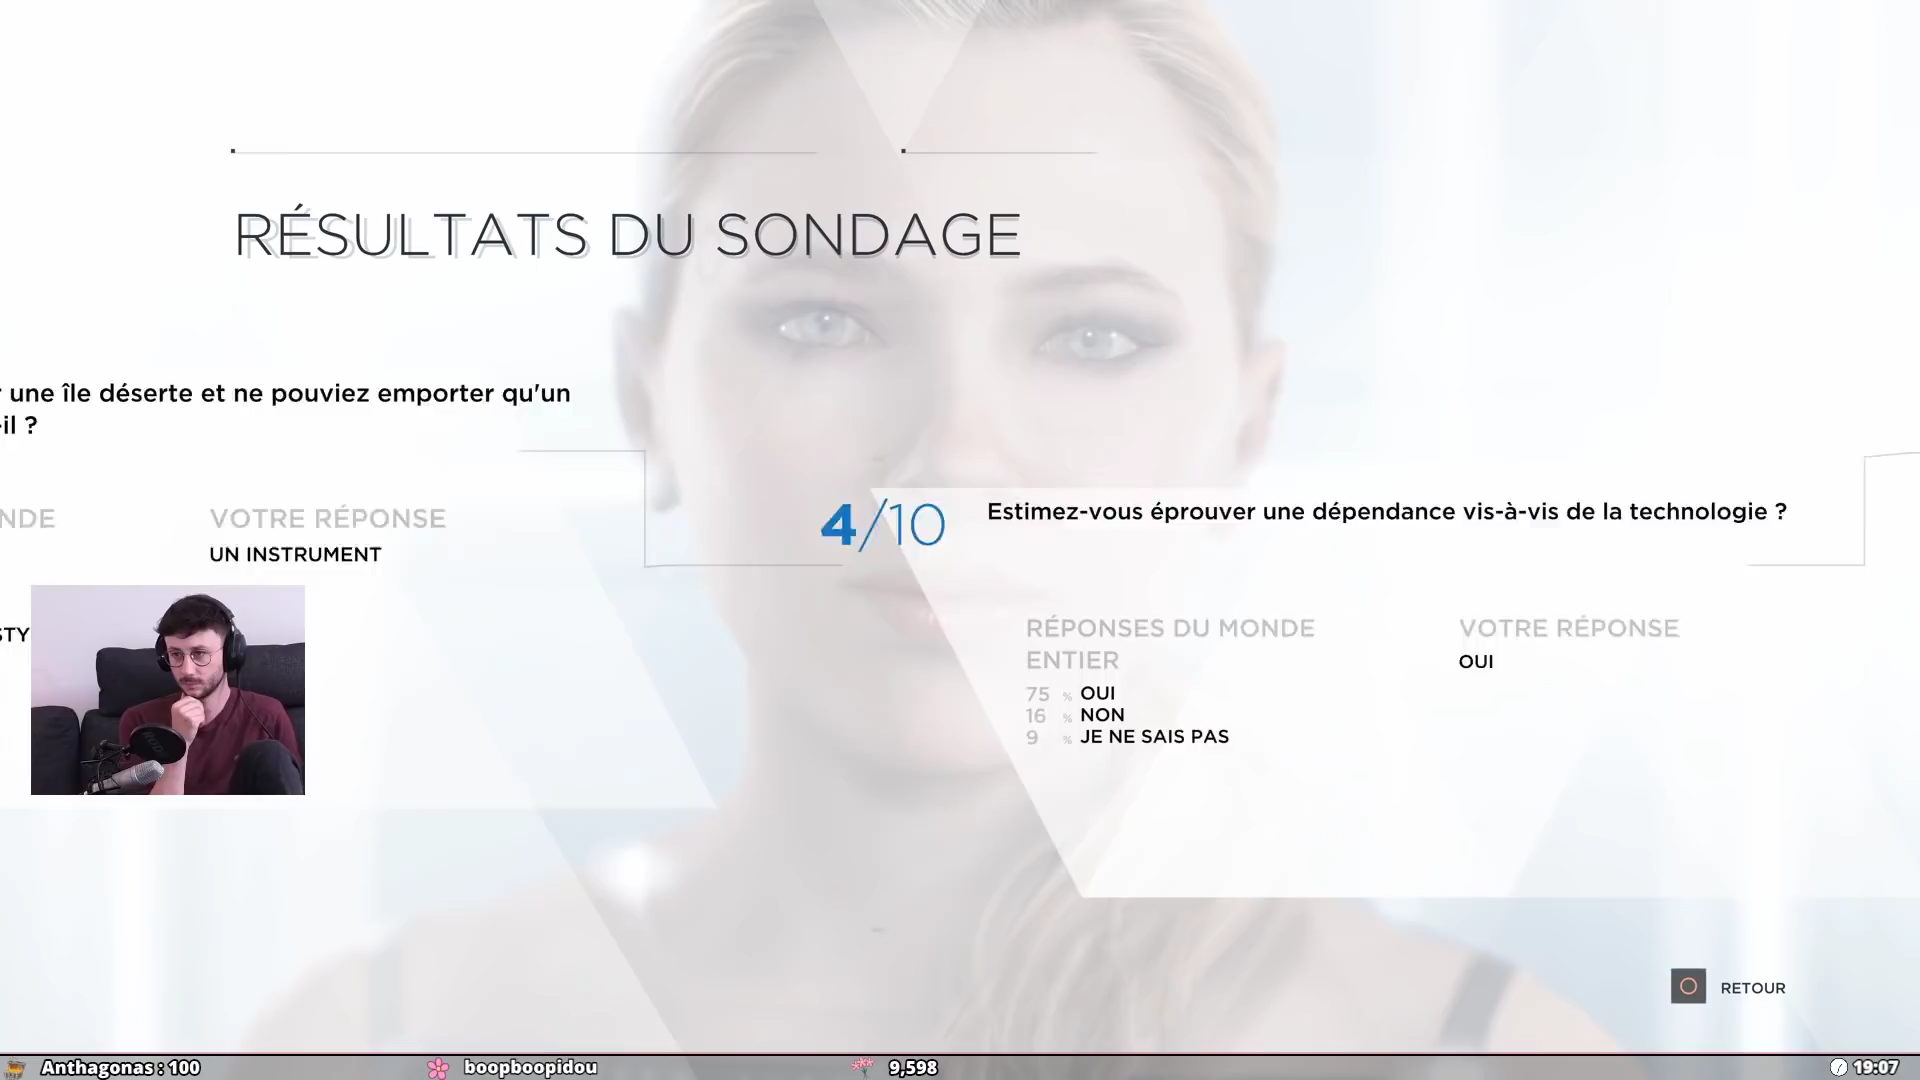 RÉSULTATS DU SONDAGE
une île déserte et ne pouviez emporter qu'un
-il ?
NDE
VOTRE RÉPONSE
UN INSTRUMENT
STY
4/10
Estimez-vous éprouver une dépendance vis-à-vis de la technologie ?
RÉPONSES DU MONDE
ENTIER
75 % OUI
16 % NON
9 % JE NE SAIS PAS
VOTRE RÉPONSE
OUI
RETOUR
Anthagonas : 100
boopboopidou
9,598
19:07